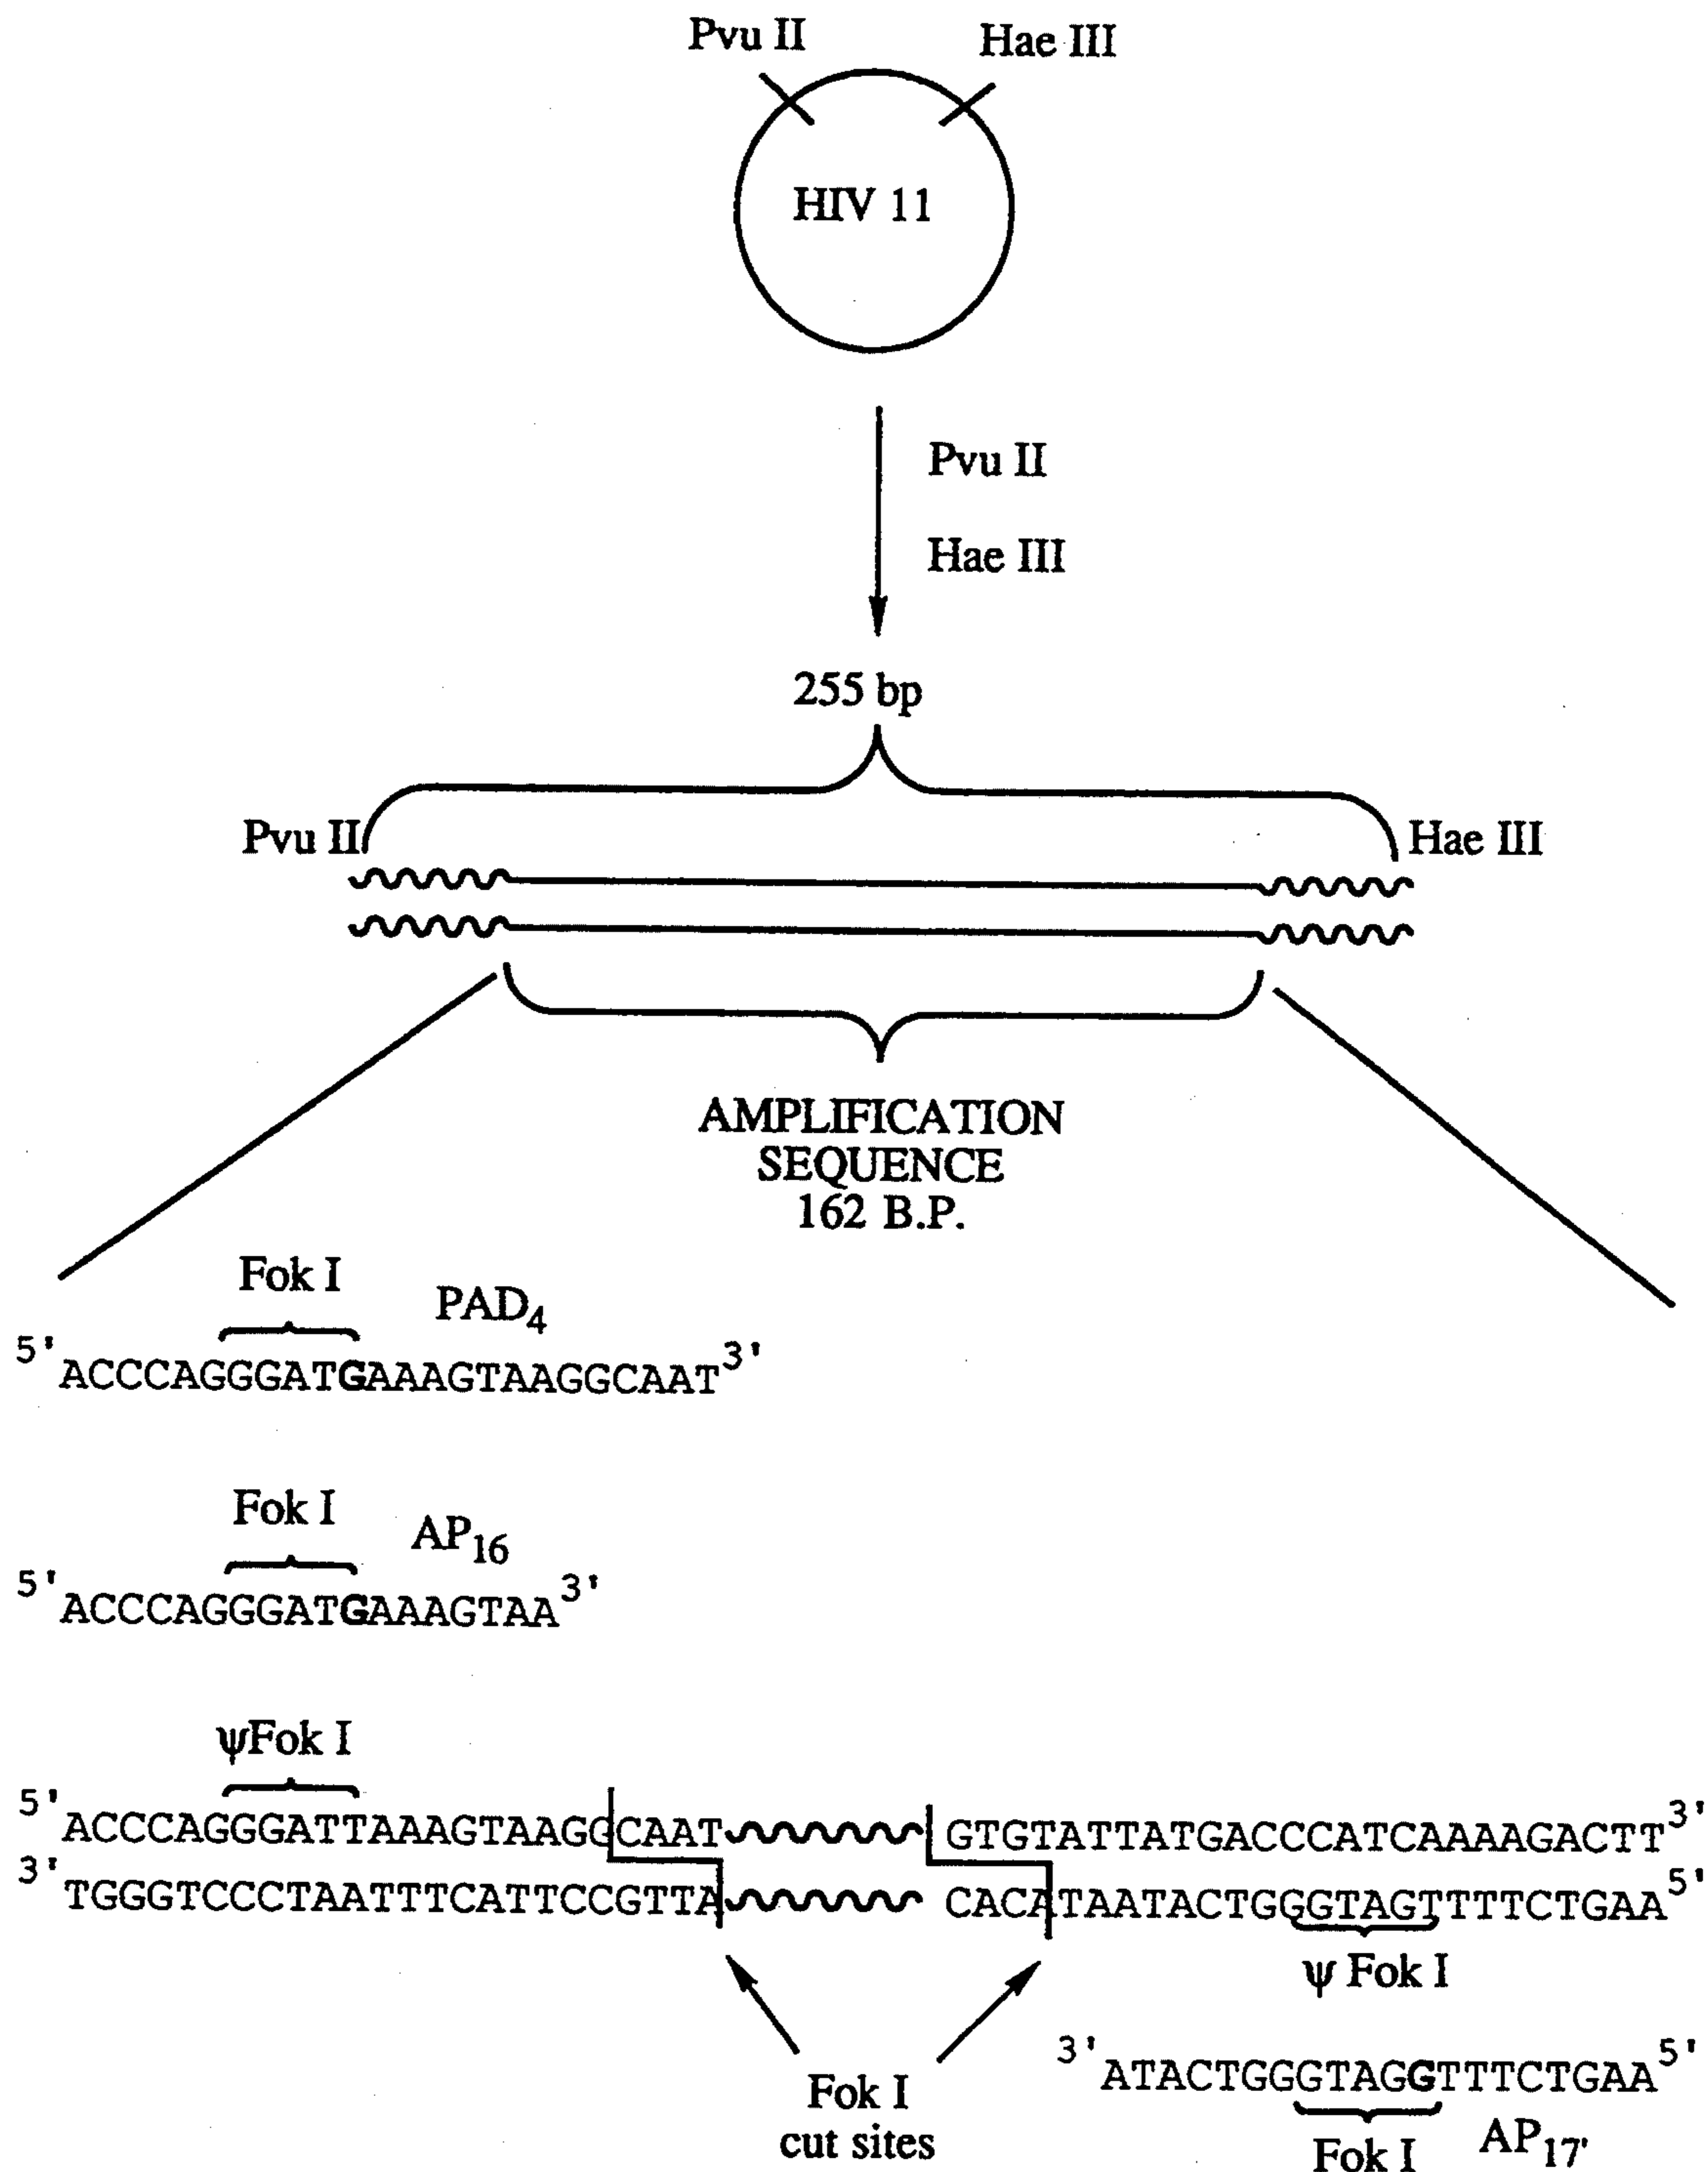 Pvu II
Hae III
HIV 11
Pvu II
Hae III
255 bp
Pvu II
Hae III
AMPLIFICATION
SEQUENCE
162 B.P.
Fok I
PAD4
5' ACCCAGGGATGAAAGTAAGGCAAT 3'
Fok I
AP16
5' ACCCAGGGATGAAAGTAA 3'
ψFok I
5' ACCCAGGGATTAAAGTAAGGCAAT GTGTATTATGACCCATCAAAAGACTT 3'
3' TGGGTCCCTAATTTCATTCCGTTA CACATAATACTGGGTAGTTTTCTGAA 5'
ψ Fok I
Fok I
cut sites
3' ATACTGGGTAGGTTTCTGAA 5'
Fok I
AP17'